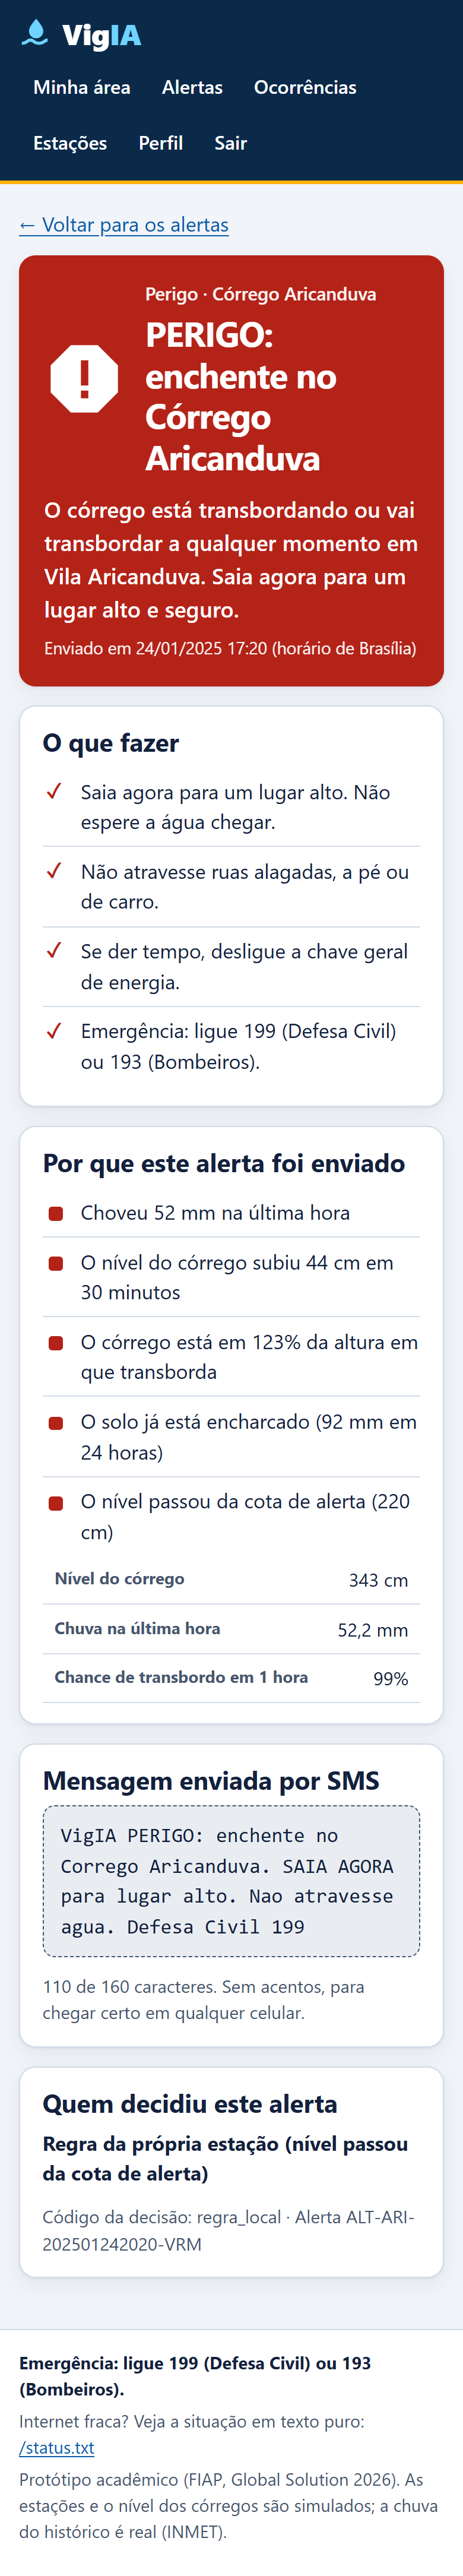 VigIA
Minha área Alertas Ocorrências
Estações Perfil Sair
← Voltar para os alertas
Perigo · Córrego Aricanduva
PERIGO:
enchente no
Córrego
Aricanduva
O córrego está transbordando ou vai
transbordar a qualquer momento em
Vila Aricanduva. Saia agora para um
lugar alto e seguro.
Enviado em 24/01/2025 17:20 (horário de Brasília)
O que fazer
✓ Saia agora para um lugar alto. Não
espere a água chegar.
✓ Não atravesse ruas alagadas, a pé ou
de carro.
✓ Se der tempo, desligue a chave geral
de energia.
✓ Emergência: ligue 199 (Defesa Civil)
ou 193 (Bombeiros).
Por que este alerta foi enviado
Choveu 52 mm na última hora
O nível do córrego subiu 44 cm em
30 minutos
O córrego está em 123% da altura em
que transborda
O solo já está encharcado (92 mm em
24 horas)
O nível passou da cota de alerta (220
cm)
Nível do córrego 343 cm
Chuva na última hora 52,2 mm
Chance de transbordo em 1 hora 99%
Mensagem enviada por SMS
VigIA PERIGO: enchente no
Corrego Aricanduva. SAIA AGORA
para lugar alto. Nao atravesse
agua. Defesa Civil 199
110 de 160 caracteres. Sem acentos, para
chegar certo em qualquer celular.
Quem decidiu este alerta
Regra da própria estação (nível passou
da cota de alerta)
Código da decisão: regra_local · Alerta ALT-ARI-
202501242020-VRM
Emergência: ligue 199 (Defesa Civil) ou 193
(Bombeiros).
Internet fraca? Veja a situação em texto puro:
/status.txt
Protótipo acadêmico (FIAP, Global Solution 2026). As
estações e o nível dos córregos são simulados; a chuva
do histórico é real (INMET).